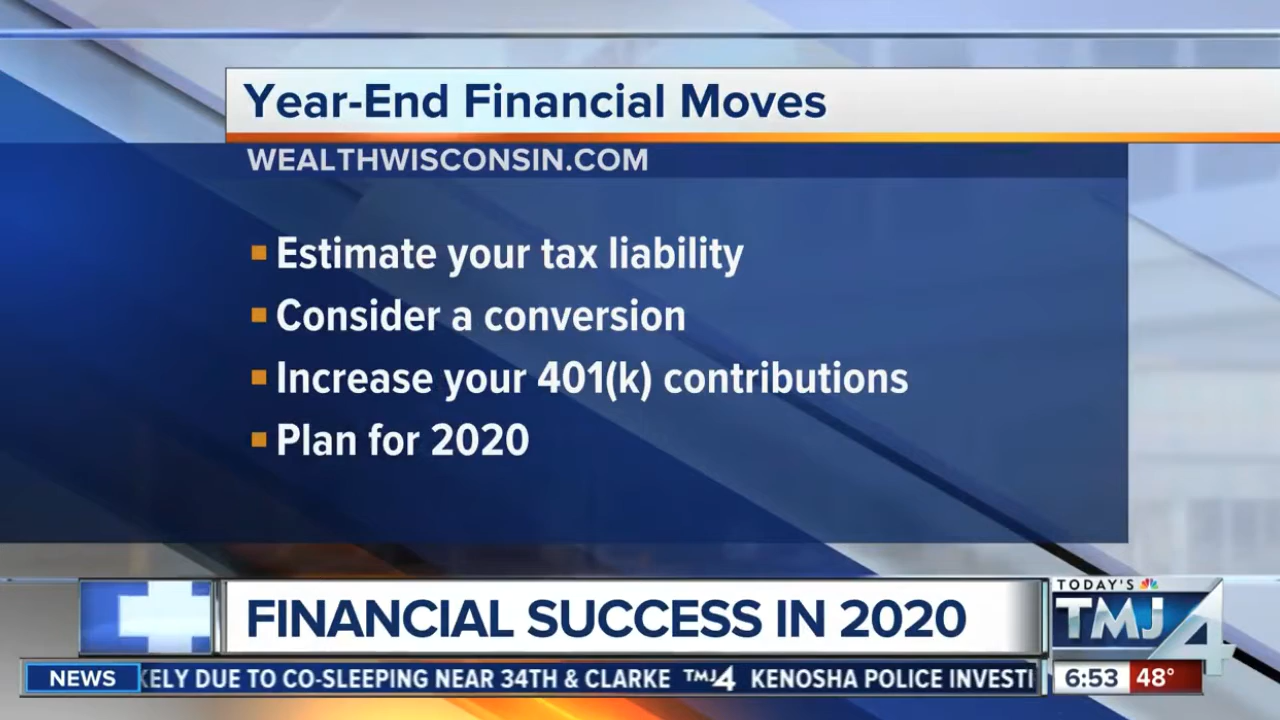 Year-End Financial Moves
WEALTHWISCONSIN.COM
Estimate your tax liability
Consider a conversion
Increase your 401(k) contributions
Plan for 2020
FINANCIAL SUCCESS IN 2020
TODAY'S
TMJ4
NEWS
KELY DUE TO CO-SLEEPING NEAR 34TH & CLARKE TMJ4 KENOSHA POLICE INVESTI
6:53 48°